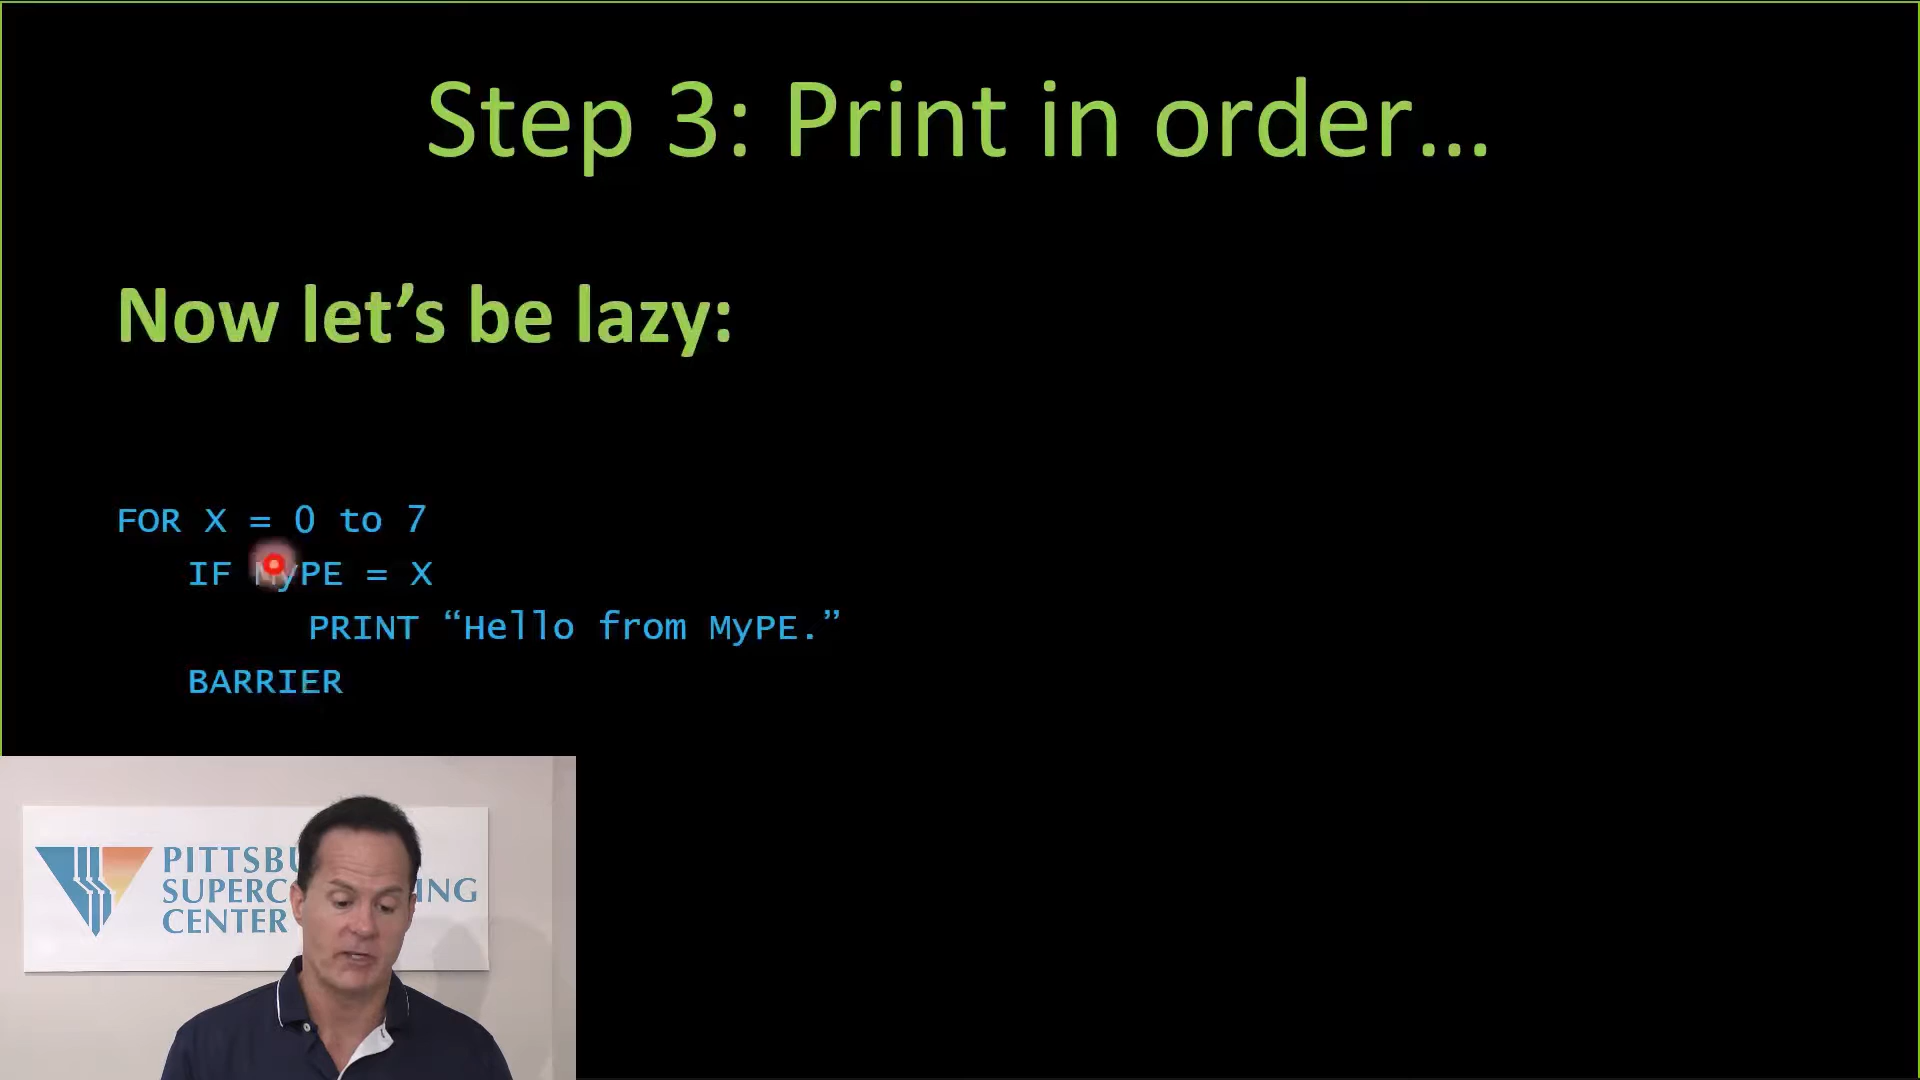 Step 3: Print in order…
Now let’s be lazy:
FOR X = 0 to 7
IF MyPE = X
PRINT “Hello from MyPE.”
BARRIER
PITTSBU
SUPERC ING
CENTER